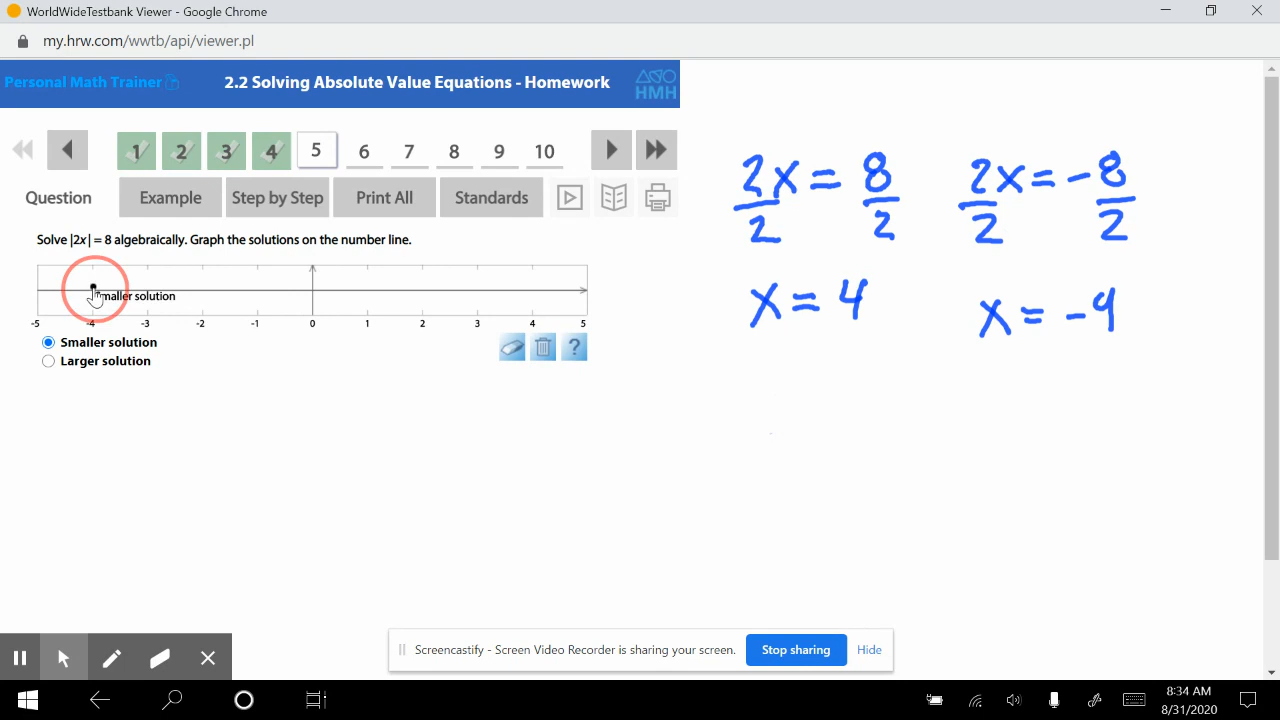 WorldWideTestbank Viewer - Google Chrome
my.hrw.com/wwtb/api/viewer.pl
Personal Math Trainer 2.2 Solving Absolute Value Equations - Homework HMH
1 2 3 4 5 6 7 8 9 10
Question Example Step by Step Print All Standards
Solve |2x| = 8 algebraically. Graph the solutions on the number line.
maller solution
-5 -4 -3 -2 -1 0 1 2 3 4 5
Smaller solution
Larger solution
?
2x = 8
2 2
x = 4
2x = -8
2 2
x = -4
|| Screencastify - Screen Video Recorder is sharing your screen. Stop sharing Hide
8:34 AM
8/31/2020